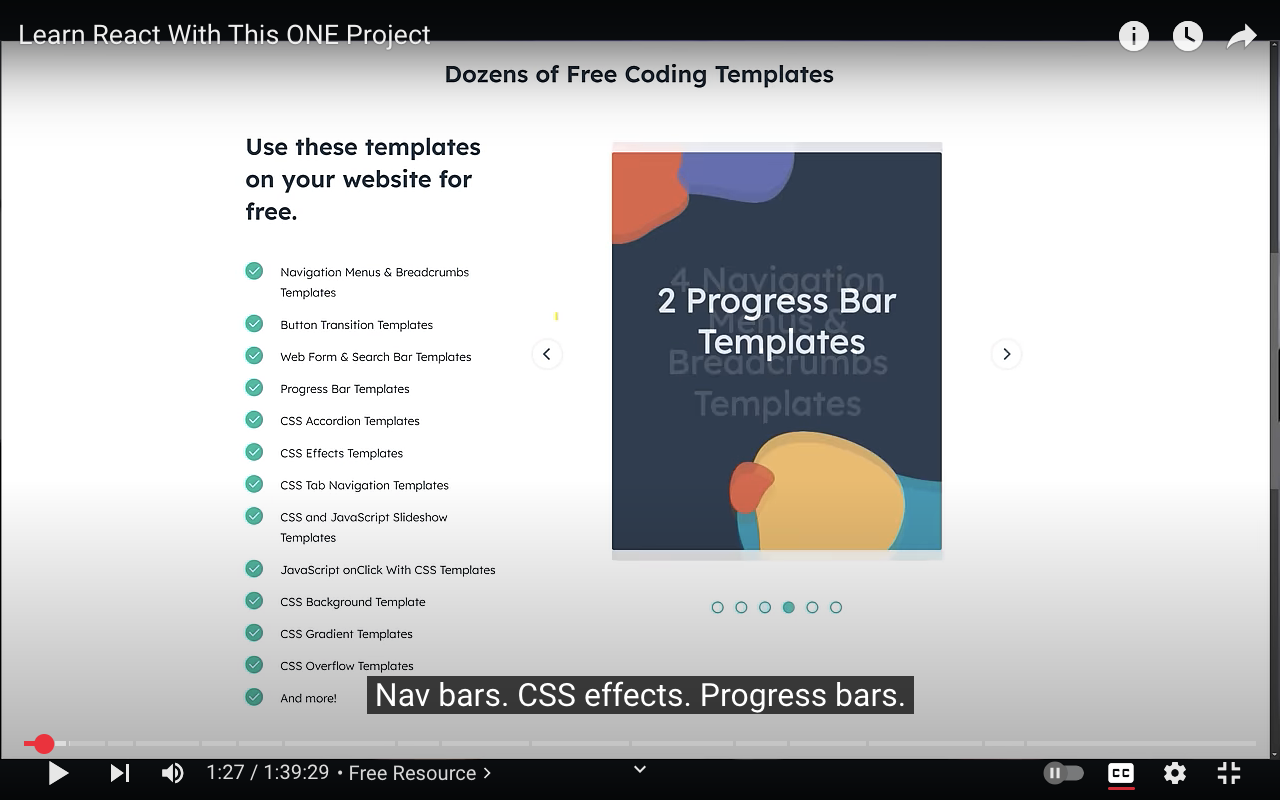 Learn React With This ONE Project
Dozens of Free Coding Templates
Use these templates
on your website for
free.
Navigation Menus & Breadcrumbs
Templates
Button Transition Templates
Web Form & Search Bar Templates
Progress Bar Templates
CSS Accordion Templates
CSS Effects Templates
CSS Tab Navigation Templates
CSS and JavaScript Slideshow
Templates
JavaScript onClick With CSS Templates
CSS Background Template
CSS Gradient Templates
CSS Overflow Templates
And more!
2 Progress Bar
Templates
4 Navigation
Menus &
Breadcrumbs
Templates
Nav bars. CSS effects. Progress bars.
1:27 / 1:39:29 • Free Resource
CC